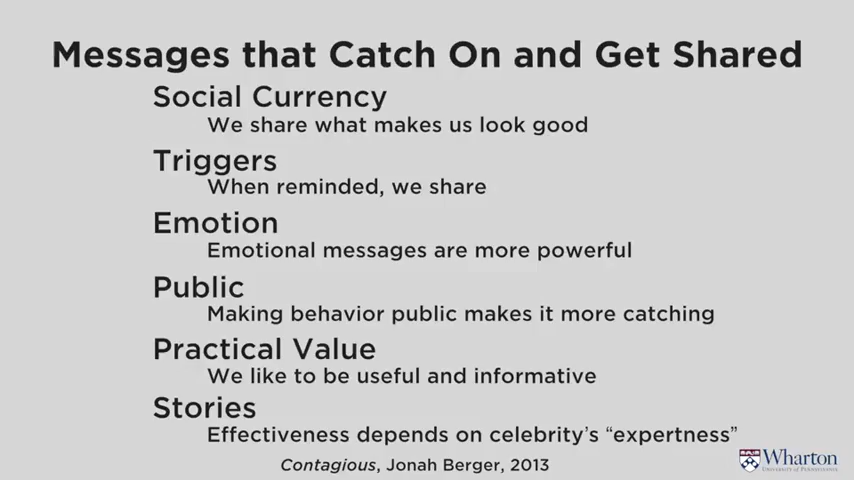 Messages that Catch On and Get Shared
Social Currency
We share what makes us look good
Triggers
When reminded, we share
Emotion
Emotional messages are more powerful
Public
Making behavior public makes it more catching
Practical Value
We like to be useful and informative
Stories
Effectiveness depends on celebrity's “expertness”
Contagious, Jonah Berger, 2013
Wharton
UNIVERSITY of PENNSYLVANIA